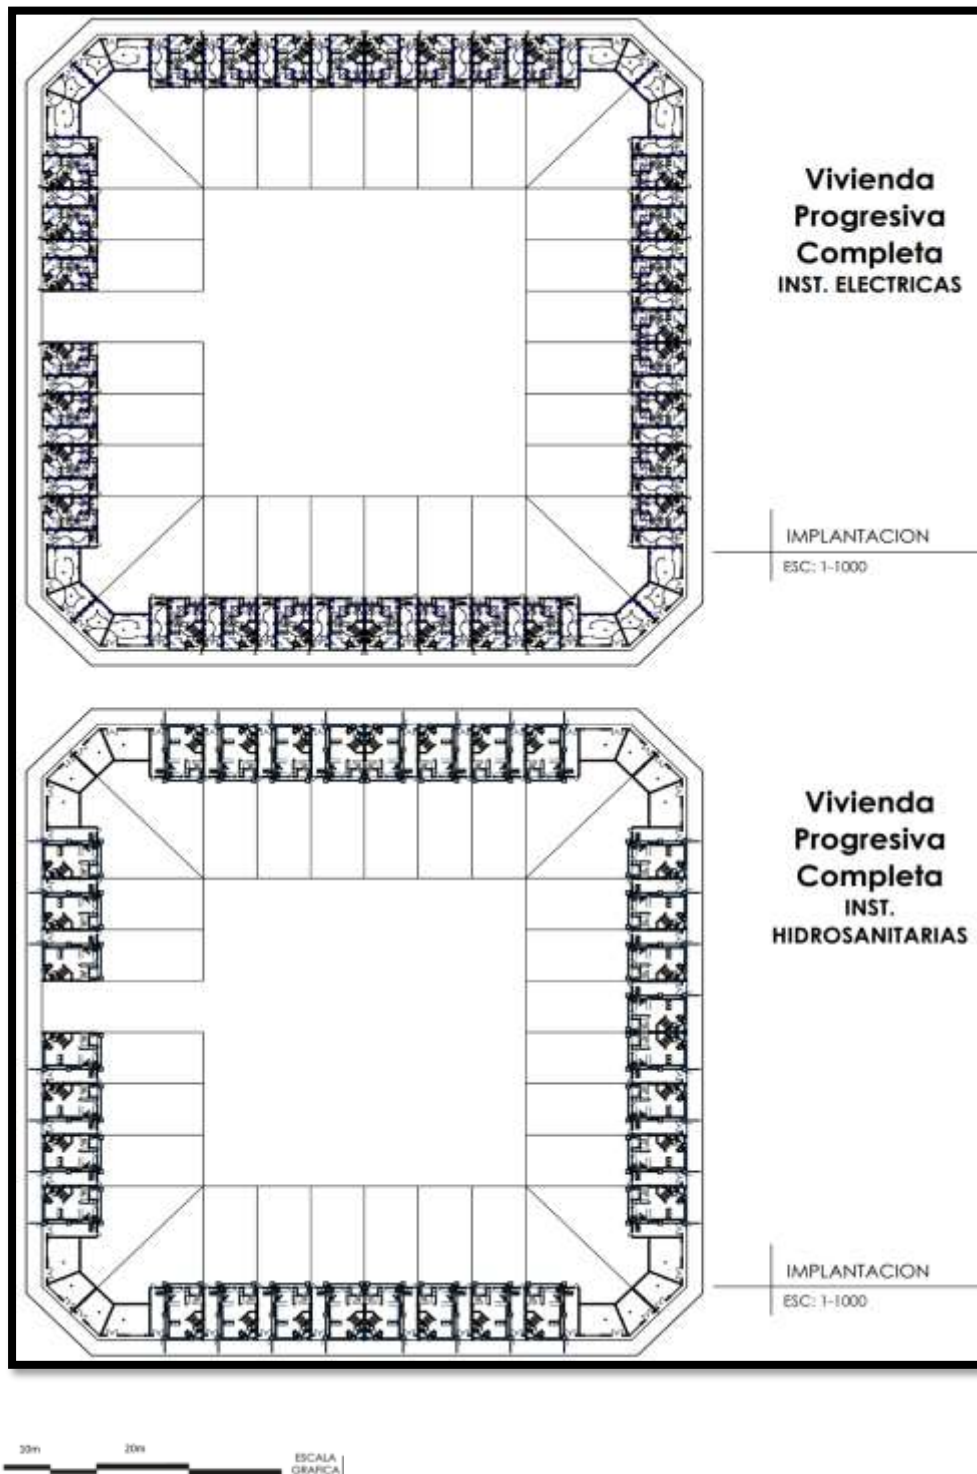 Vivienda
Progresiva
Completa
INST. ELECTRICAS
IMPLANTACION
ESC: 1-1000
Vivienda
Progresiva
Completa
INST.
HIDROSANITARIAS
IMPLANTACION
ESC: 1-1000
10m 20m
ESCALA
GRAFICA